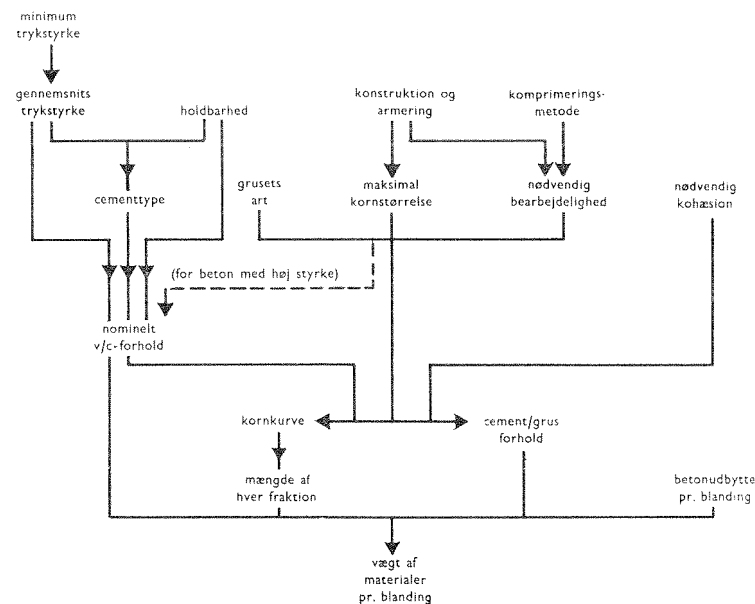 minimum
trykstyrke
gennemsnits
trykstyrke
holdbarhed
konstruktion og
armering
komprimerings-
metode
cementtype
grusets
art
maksimal
kornstørrelse
nødvendig
bearbejdelighed
nødvendig
kohæsion
(for beton med høj styrke)
nominelt
v/c-forhold
kornkurve
cement/grus
forhold
mængde af
hver fraktion
betonudbytte
pr. blanding
vægt af
materialer
pr. blanding